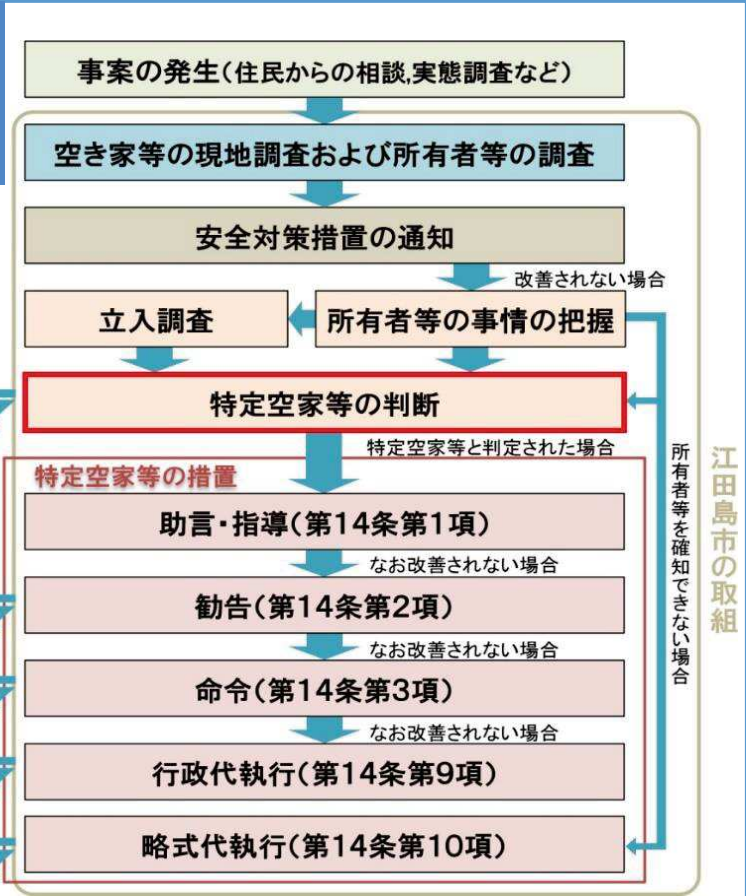 事案の発生（住民からの相談,実態調査など）
空き家等の現地調査および所有者等の調査
安全対策措置の通知
改善されない場合
立入調査
所有者等の事情の把握
特定空家等の判断
特定空家等と判定された場合
特定空家等の措置
助言・指導（第14条第1項）
なお改善されない場合
勧告（第14条第2項）
なお改善されない場合
命令（第14条第3項）
なお改善されない場合
行政代執行（第14条第9項）
略式代執行（第14条第10項）
所有者等を確知できない場合
江田島市の取組